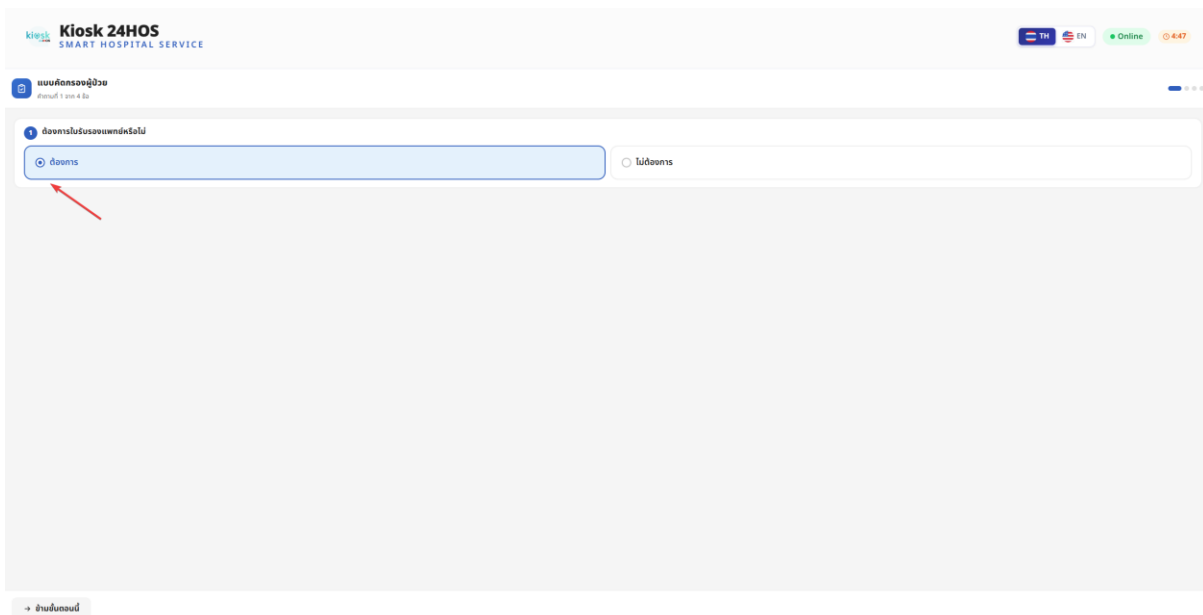 kiosk Kiosk 24HOS
SMART HOSPITAL SERVICE
TH EN Online 4:47
แบบคัดกรองผู้ป่วย
คำถามที่ 1 จาก 4 ข้อ
1 ต้องการใบรับรองแพทย์หรือไม่
ต้องการ ไม่ต้องการ
→ ข้ามขั้นตอนนี้